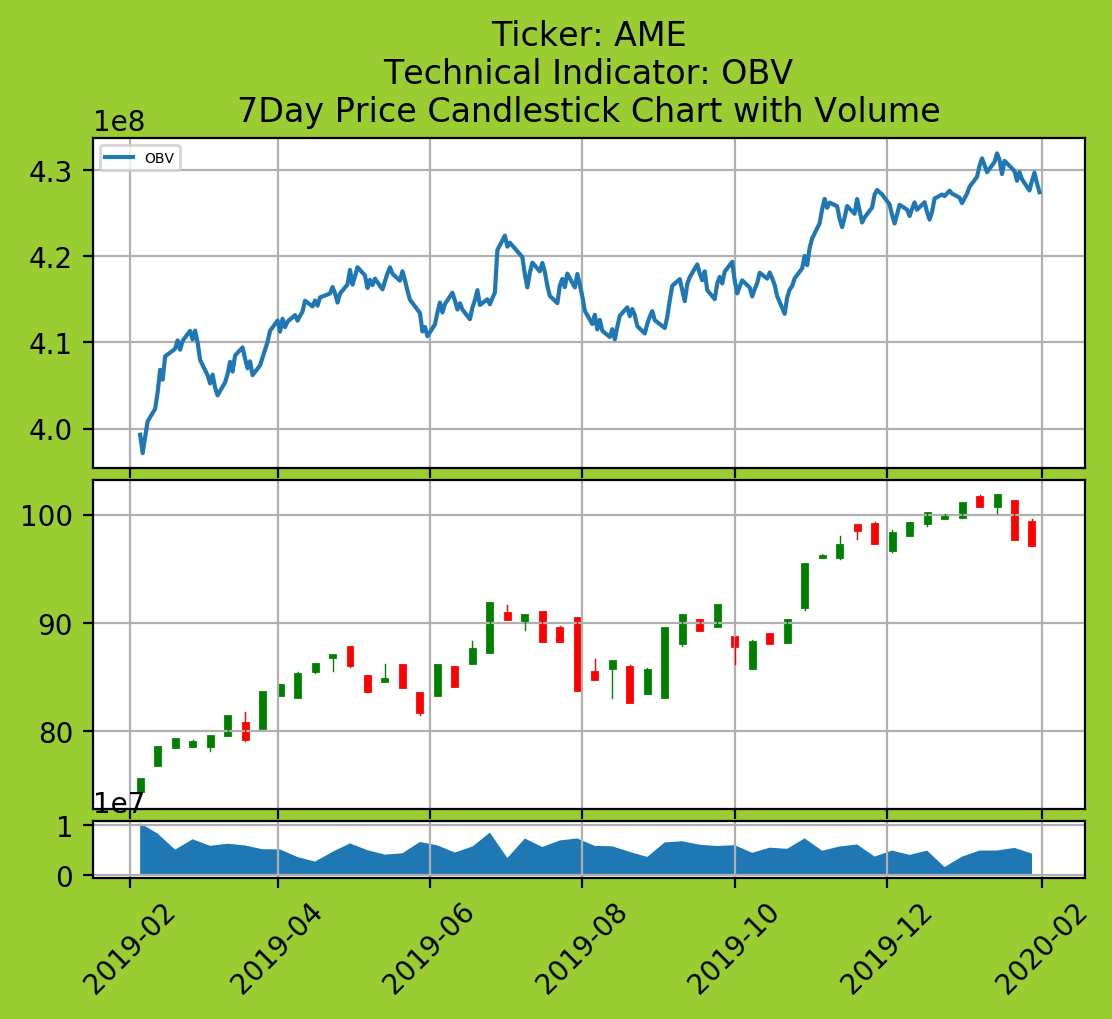 Ticker: AME
Technical Indicator: OBV
7Day Price Candlestick Chart with Volume
1e8
OBV
4.3
4.2
4.1
4.0
100
90
80
1e7
1
0
2019-02
2019-04
2019-06
2019-08
2019-10
2019-12
2020-02